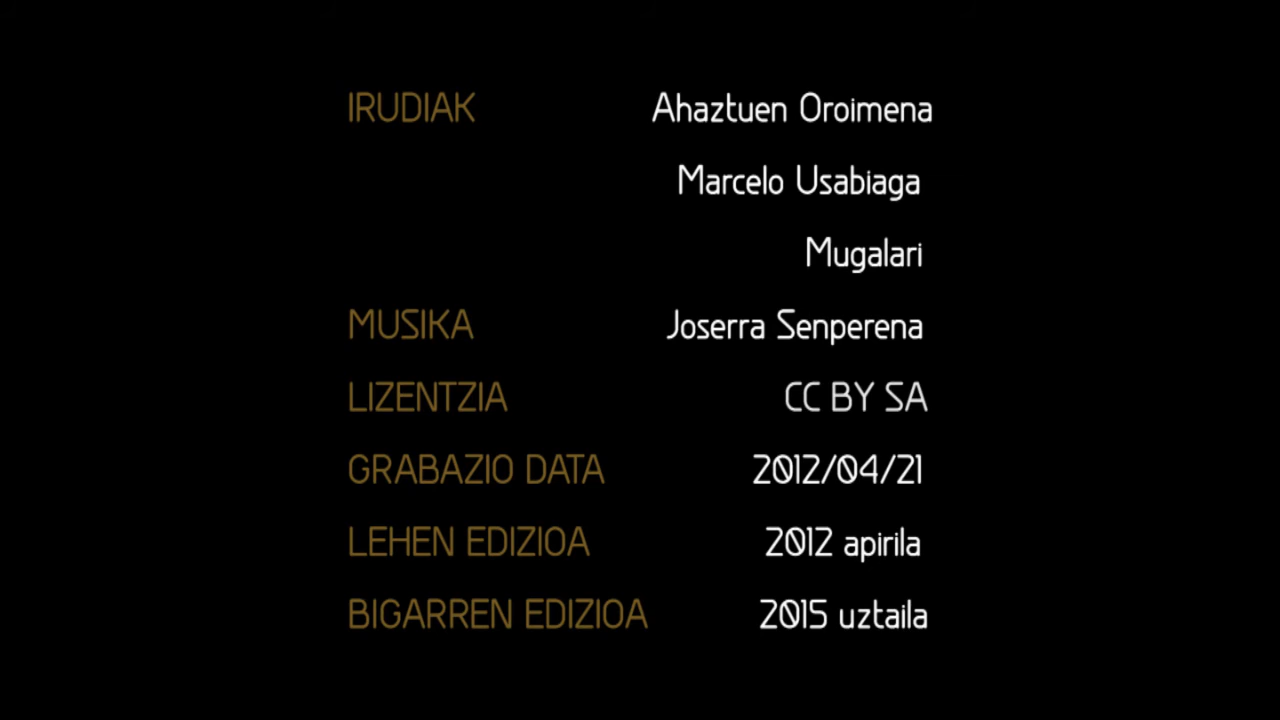 IRUDIAK Ahaztuen Oroimena
Marcelo Usabiaga
Mugalari
MUSIKA Joserra Senperena
LIZENTZIA CC BY SA
GRABAZIO DATA 2012/04/21
LEHEN EDIZIOA 2012 apirila
BIGARREN EDIZIOA 2015 uztaila